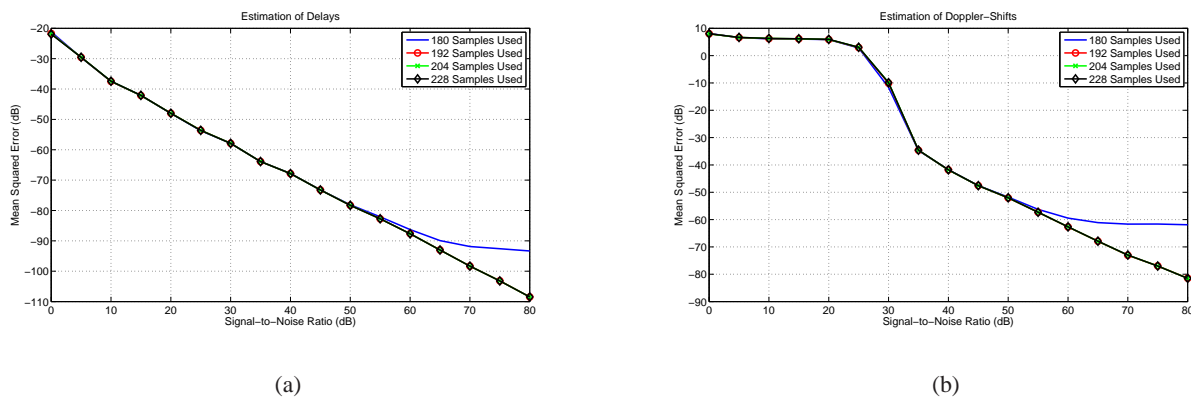 Estimation of Delays
Mean Squared Error (dB)
−20
−30
−40
−50
−60
−70
−80
−90
−100
−110
0 10 20 30 40 50 60 70 80
Signal−to−Noise Ratio (dB)
180 Samples Used
192 Samples Used
204 Samples Used
228 Samples Used
(a)
Estimation of Doppler−Shifts
Mean Squared Error (dB)
10
0
−10
−20
−30
−40
−50
−60
−70
−80
−90
0 10 20 30 40 50 60 70 80
Signal−to−Noise Ratio (dB)
180 Samples Used
192 Samples Used
204 Samples Used
228 Samples Used
(b)